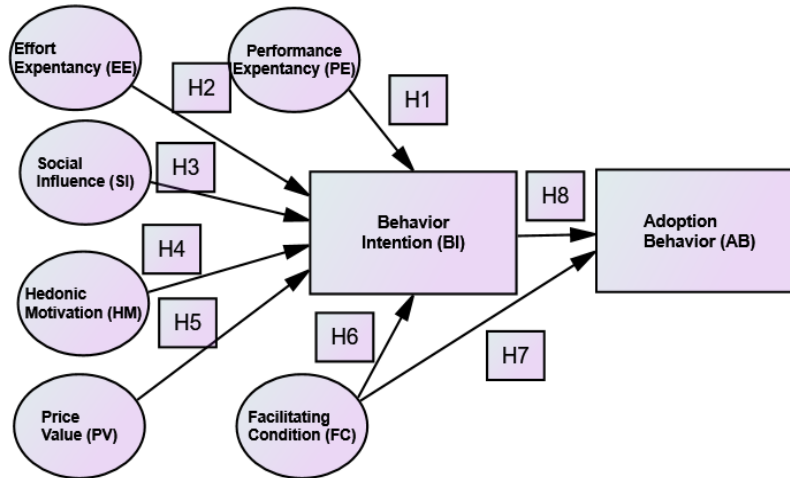 Effort
Expentancy (EE)
H2
Performance
Expentancy (PE)
H1
Social
Influence (SI)
H3
Behavior
Intention (BI)
H8
Adoption
Behavior (AB)
H4
Hedonic
Motivation (HM)
H5
H6
H7
Price
Value (PV)
Facilitating
Condition (FC)